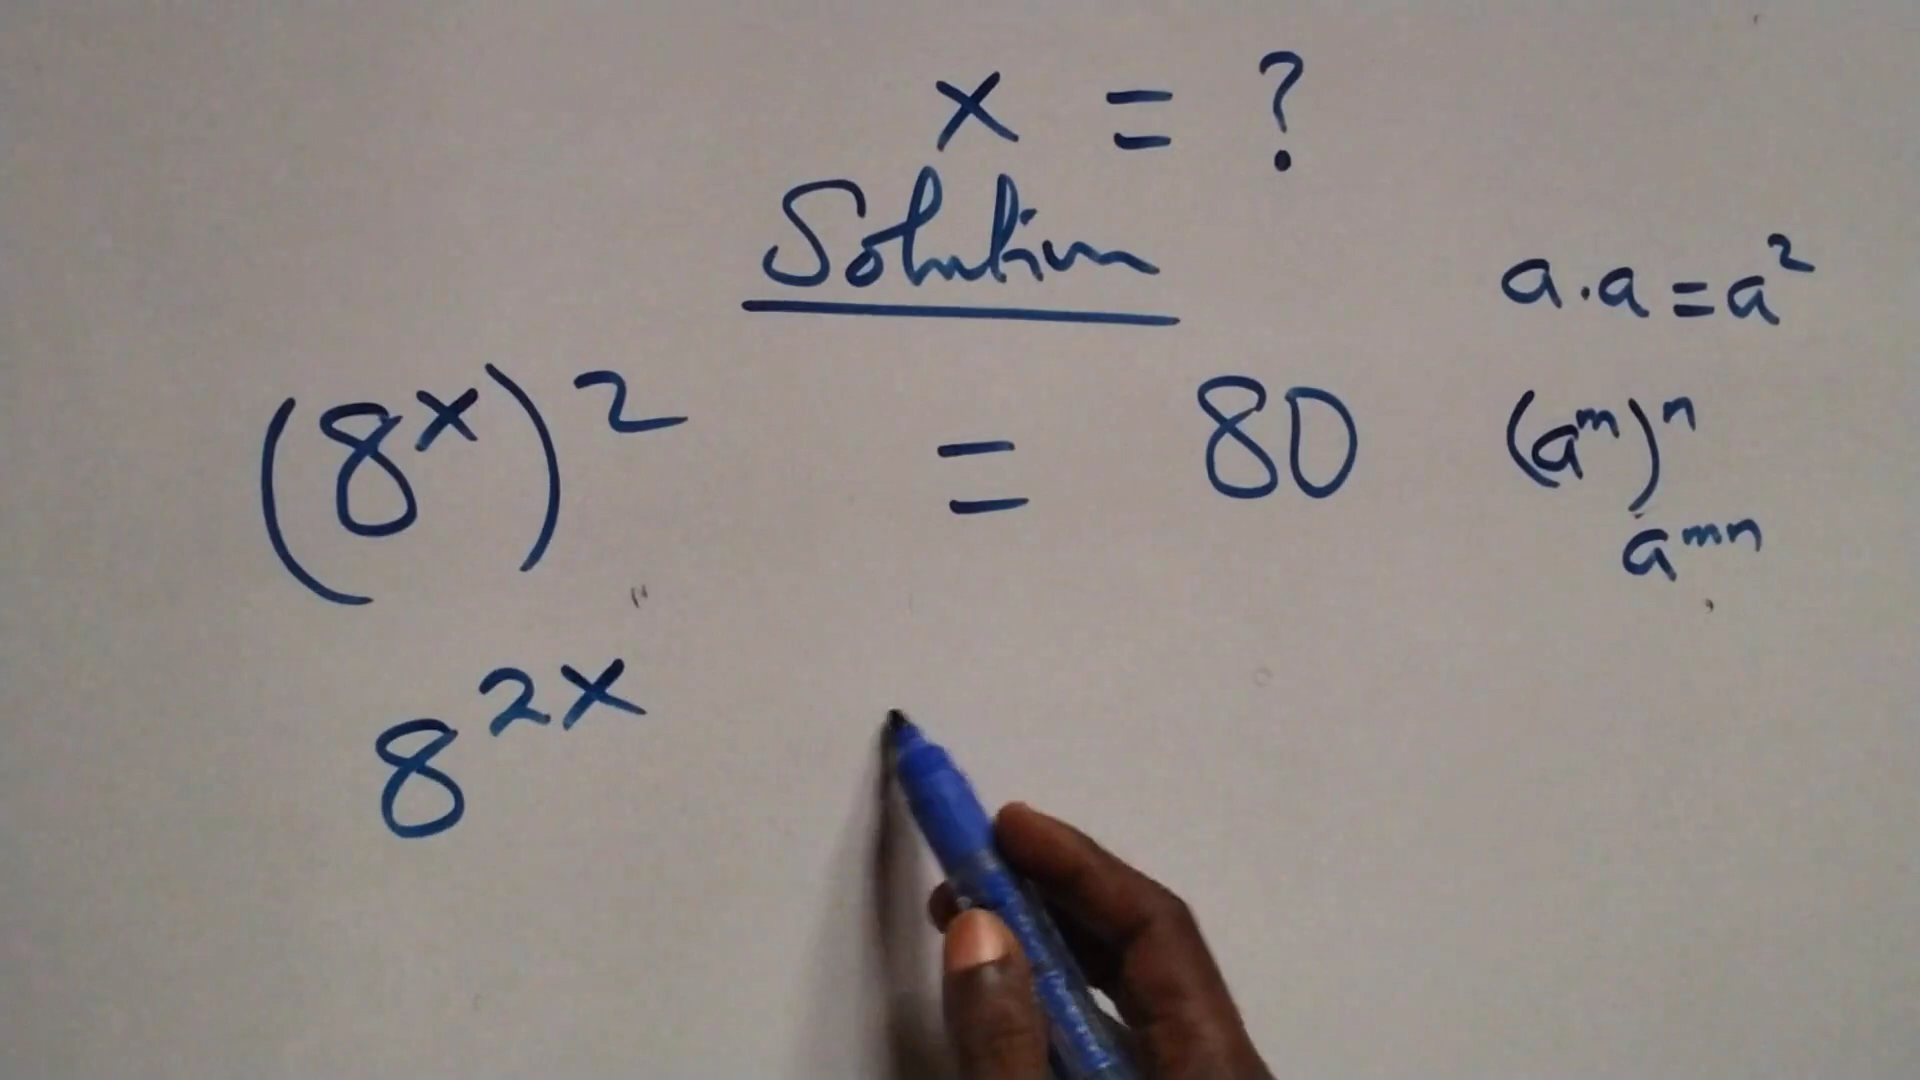 x = ?
Solution
a.a = a²
(8ˣ)² = 80
(aᵐ)ⁿ
aᵐⁿ
8²ˣ